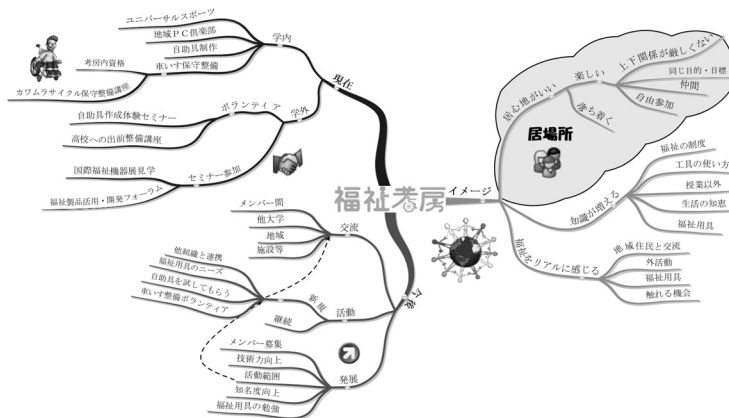 福祉考房
現在
学内
ユニバーサルスポーツ
地域PC倶楽部
自助具制作
車いす保守整備
考房内資格
カワムラサイクル保守整備講座
学外
ボランティア
自助具作成体験セミナー
高校への出前整備講座
セミナー参加
国際福祉機器展見学
福祉製品活用・開発フォーラム
イメージ
居場所
居心地がいい
楽しい
上下関係が厳しくない
同じ目的・目標
仲間
自由参加
落ち着く
知識が増える
福祉の制度
工具の使い方
授業以外
生活の知恵
福祉用具
福祉をリアルに感じる
地域住民と交流
外活動
福祉用具
触れる機会
今後
交流
メンバー間
他大学
地域
施設等
活動
新規
他組織と連携
福祉用具のニーズ
自助具を試してもらう
車いす整備ボランティア
継続
発展
メンバー募集
技術力向上
活動範囲
知名度向上
福祉用具の勉強